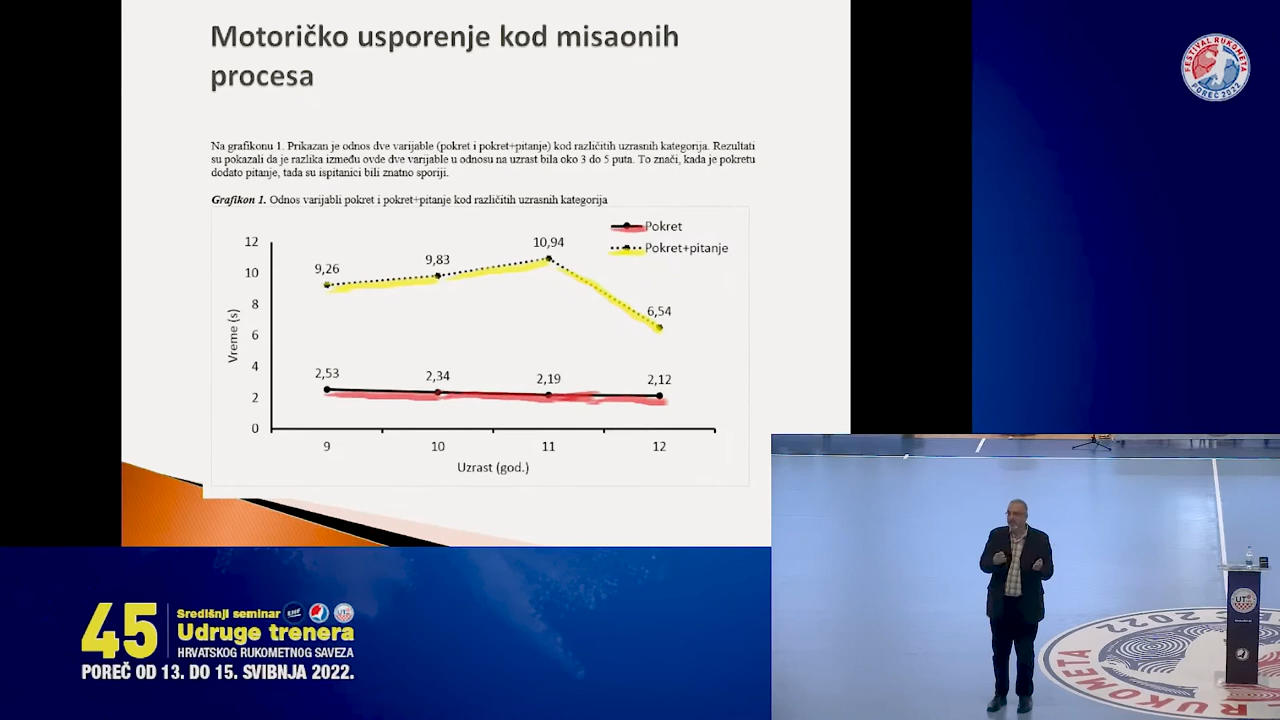 Motoričko usporenje kod misaonih
procesa
Na grafikonu 1. Prikazan je odnos dve varijable (pokret i pokret+pitanje) kod različitih uzrasnih kategorija. Rezultati
su pokazali da je razlika između ovde dve varijable u odnosu na uzrast bila oko 3 do 5 puta. To znači, kada je pokretu
dodato pitanje, tada su ispitanici bili znatno sporiji.
Grafikon 1. Odnos varijabli pokret i pokret+pitanje kod različitih uzrasnih kategorija
Pokret
Pokret+pitanje
12
10
8
6
4
2
0
Vreme (s)
9,26
9,83
10,94
6,54
2,53
2,34
2,19
2,12
9
10
11
12
Uzrast (god.)
FESTIVAL RUKOMETA
POREČ 2022
45
Središnji seminar
EHF
Udruge trenera
HRVATSKOG RUKOMETNOG SAVEZA
POREČ OD 13. DO 15. SVIBNJA 2022.
RUKOMETA
2022